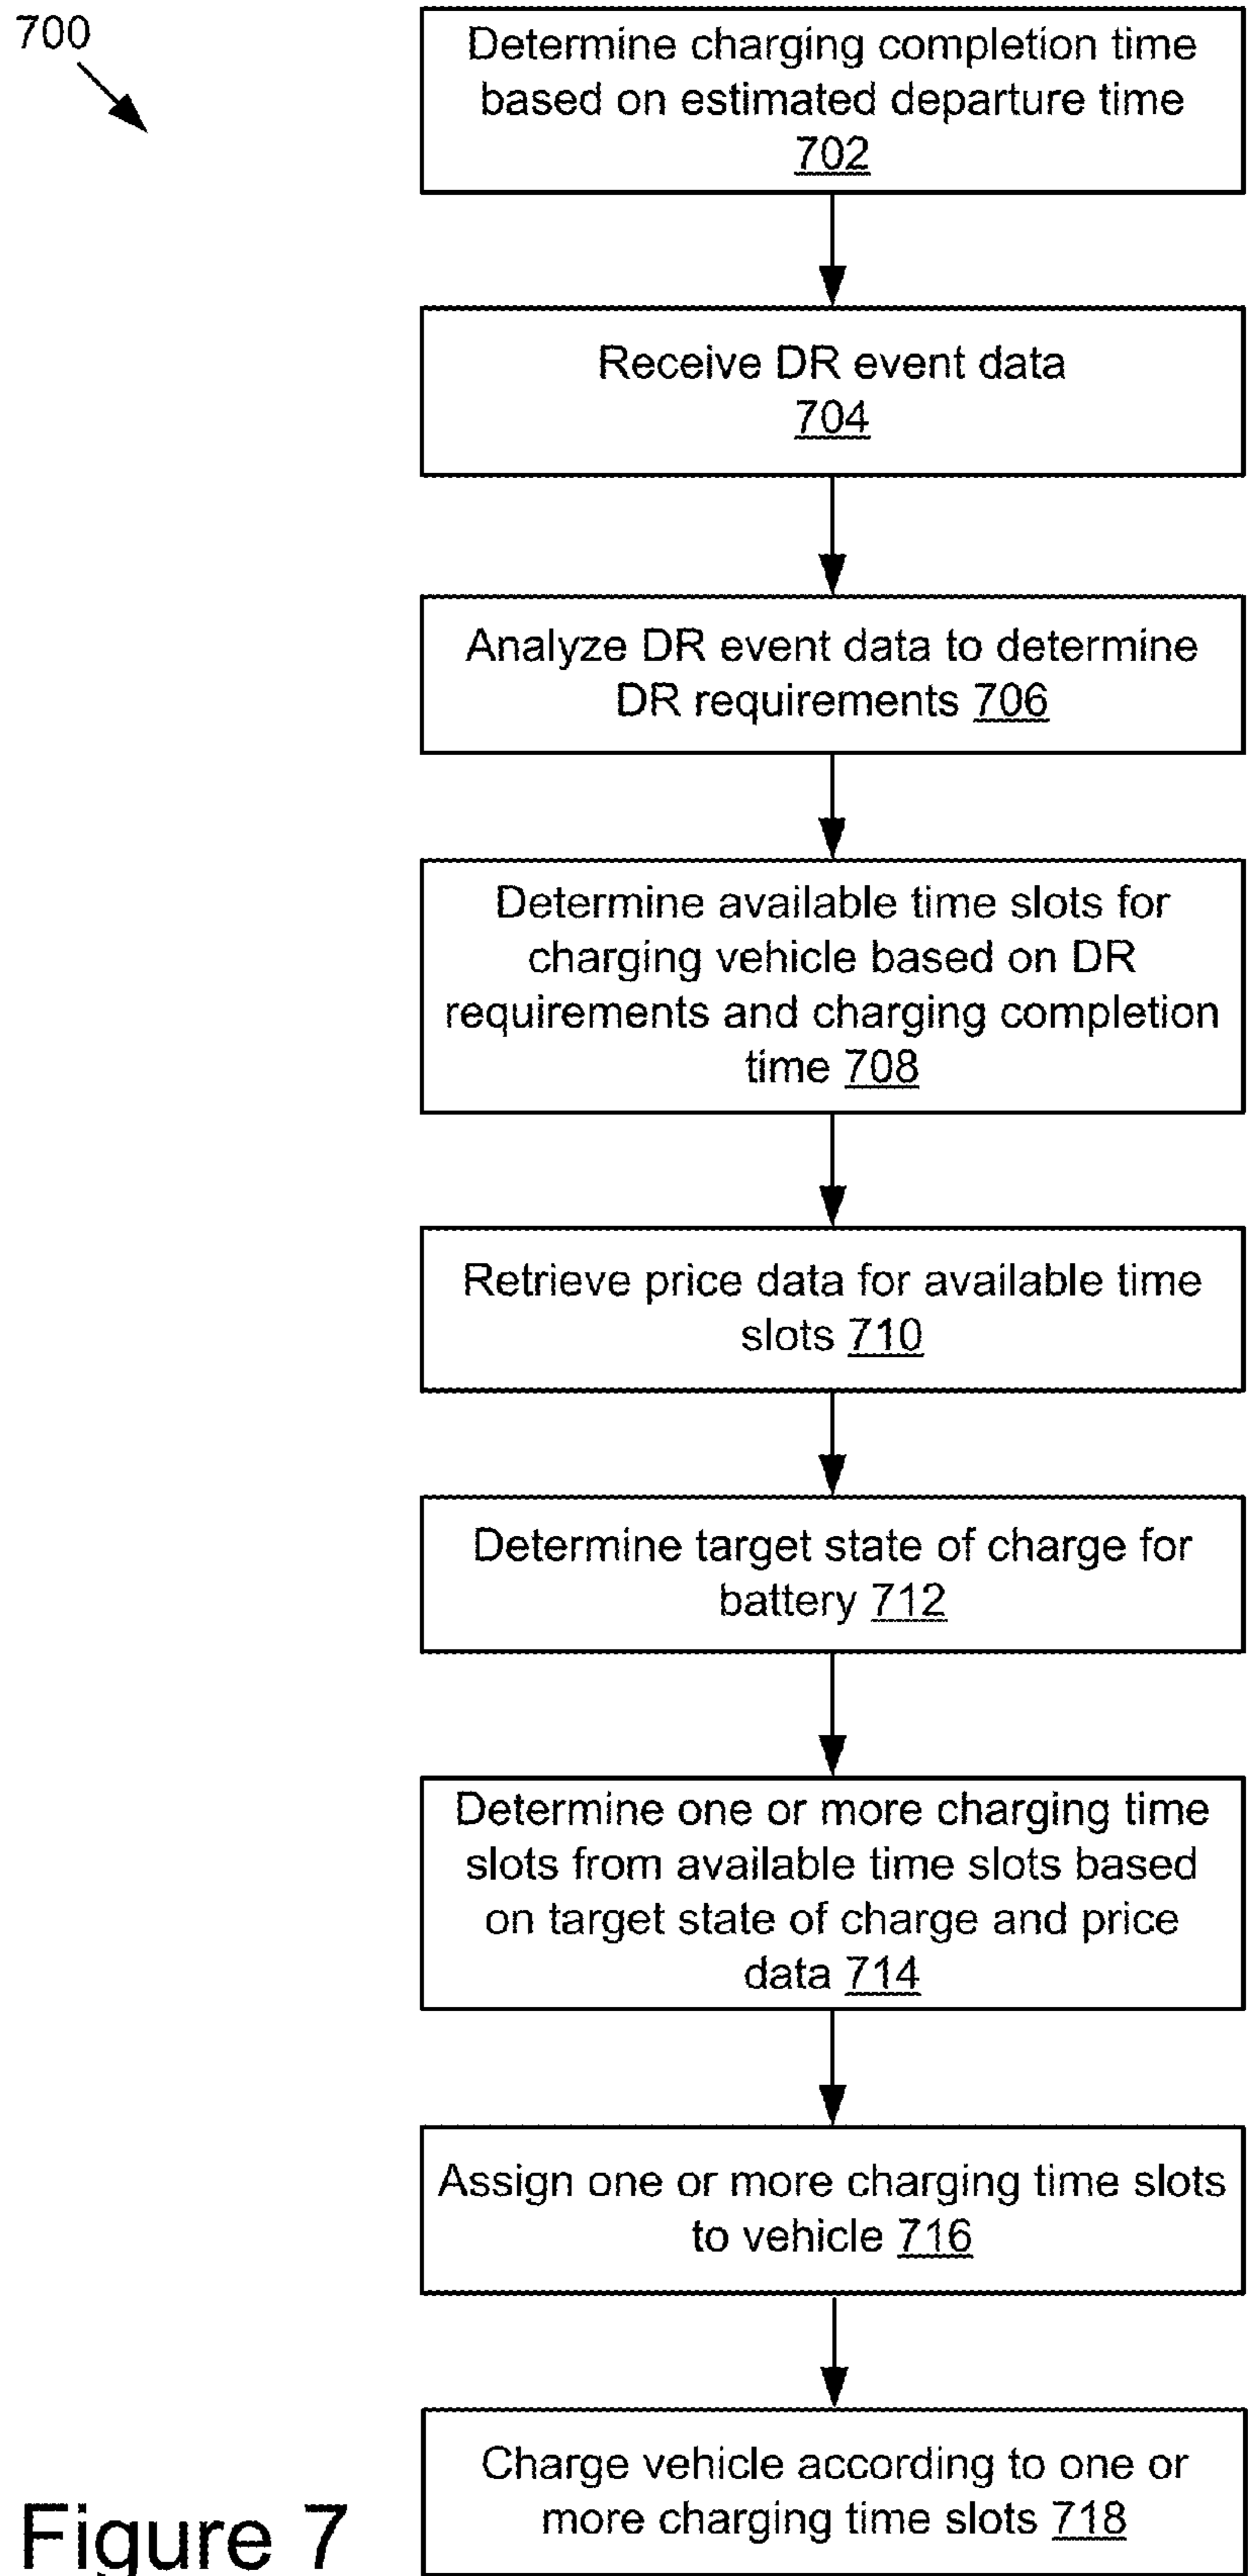 700
Determine charging completion time
based on estimated departure time
702
Receive DR event data
704
Analyze DR event data to determine
DR requirements 706
Determine available time slots for
charging vehicle based on DR
requirements and charging completion
time 708
Retrieve price data for available time
slots 710
Determine target state of charge for
battery 712
Determine one or more charging time
slots from available time slots based
on target state of charge and price
data 714
Assign one or more charging time slots
to vehicle 716
Charge vehicle according to one or
more charging time slots 718
Figure 7